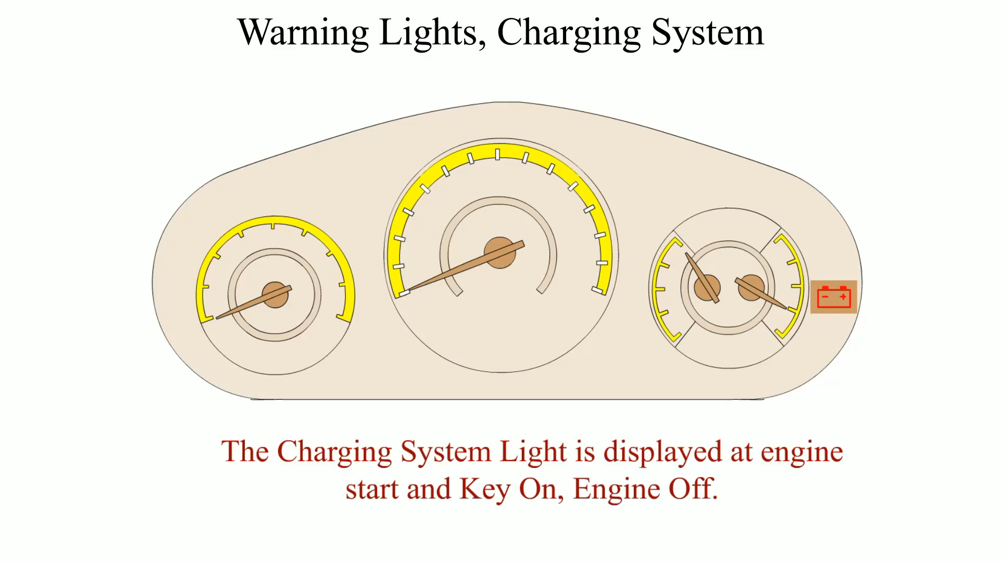 Warning Lights, Charging System
- +
The Charging System Light is displayed at engine
start and Key On, Engine Off.